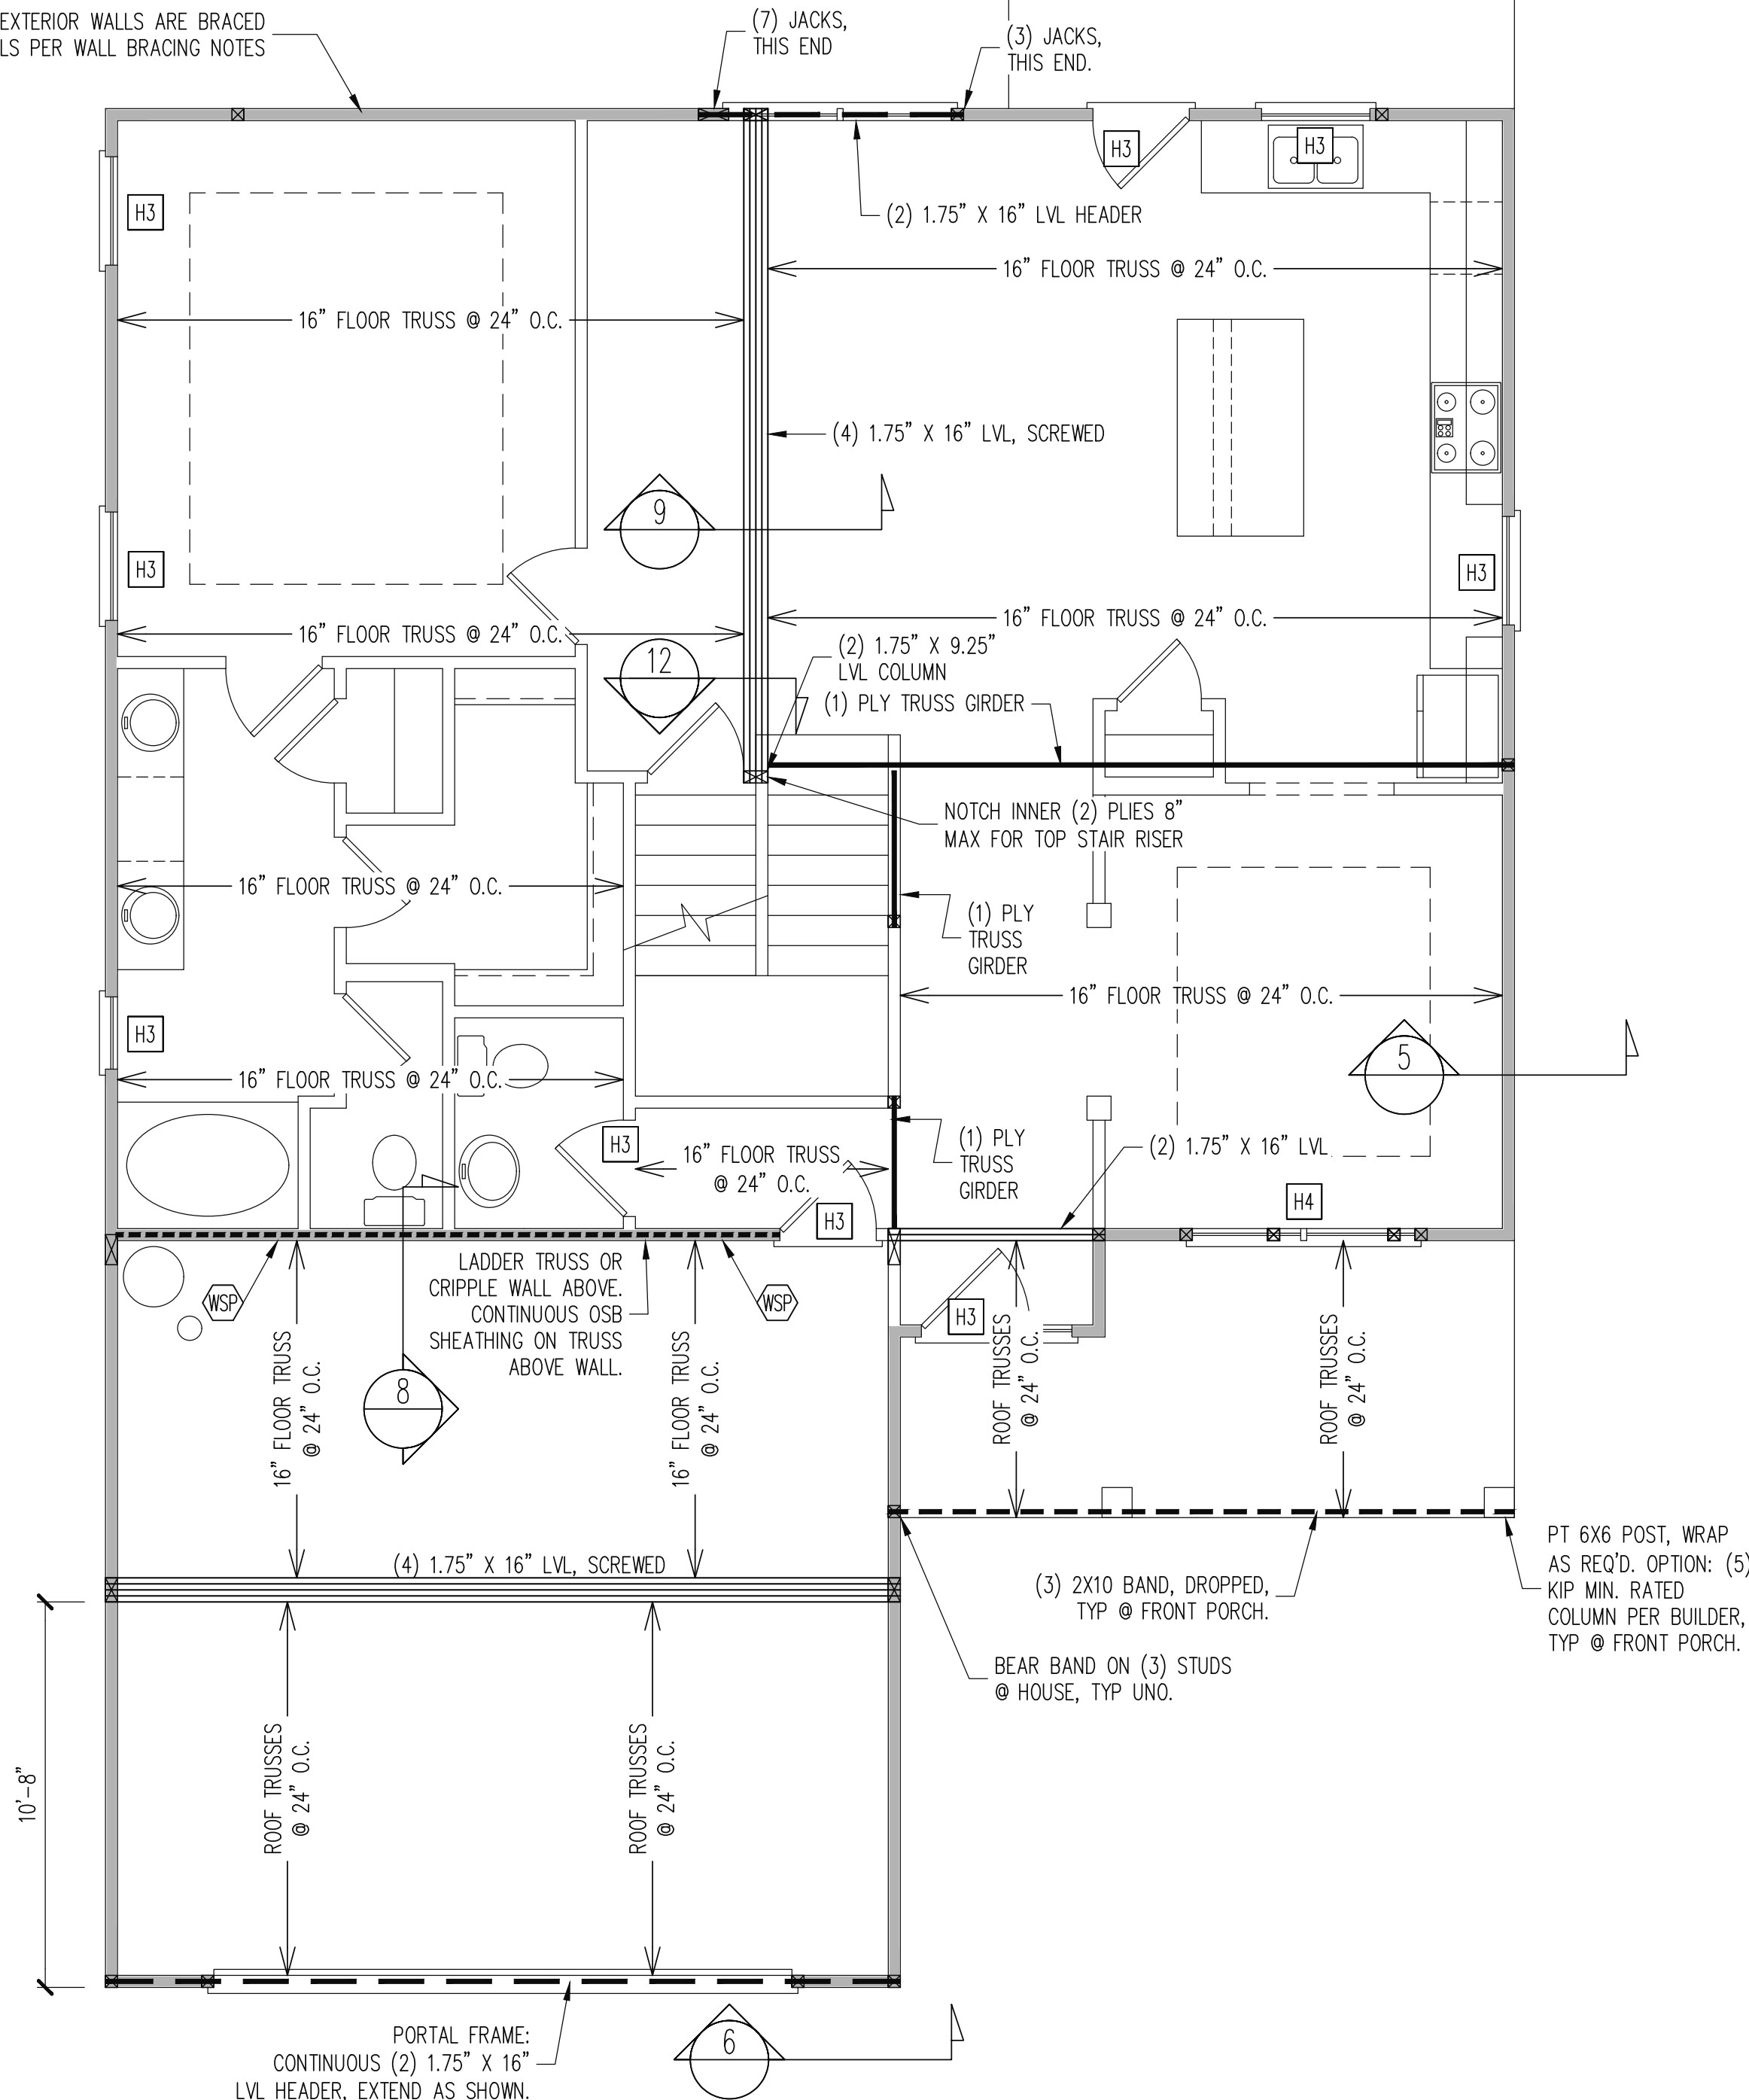 EXTERIOR WALLS ARE BRACED
LS PER WALL BRACING NOTES
(7) JACKS,
THIS END
(3) JACKS,
THIS END.
H3
H3
H3
(2) 1.75" X 16" LVL HEADER
16" FLOOR TRUSS @ 24" O.C.
16" FLOOR TRUSS @ 24" O.C.
(4) 1.75" X 16" LVL, SCREWED
9
H3
H3
16" FLOOR TRUSS @ 24" O.C.
16" FLOOR TRUSS @ 24" O.C.
12
(2) 1.75" X 9.25"
LVL COLUMN
(1) PLY TRUSS GIRDER
NOTCH INNER (2) PLIES 8"
MAX FOR TOP STAIR RISER
16" FLOOR TRUSS @ 24" O.C.
(1) PLY
TRUSS
GIRDER
16" FLOOR TRUSS @ 24" O.C.
H3
5
16" FLOOR TRUSS @ 24" O.C.
H3
16" FLOOR TRUSS
@ 24" O.C.
(1) PLY
TRUSS
GIRDER
(2) 1.75" X 16" LVL
H4
H3
WSP
LADDER TRUSS OR
CRIPPLE WALL ABOVE.
CONTINUOUS OSB
SHEATHING ON TRUSS
ABOVE WALL.
WSP
H3
16" FLOOR TRUSS
@ 24" O.C.
8
16" FLOOR TRUSS
@ 24" O.C.
ROOF TRUSSES
@ 24" O.C.
ROOF TRUSSES
@ 24" O.C.
(4) 1.75" X 16" LVL, SCREWED
(3) 2X10 BAND, DROPPED,
TYP @ FRONT PORCH.
PT 6X6 POST, WRAP
AS REQ'D. OPTION: (5)
KIP MIN. RATED
COLUMN PER BUILDER,
TYP @ FRONT PORCH.
BEAR BAND ON (3) STUDS
@ HOUSE, TYP UNO.
10'-8"
ROOF TRUSSES
@ 24" O.C.
ROOF TRUSSES
@ 24" O.C.
PORTAL FRAME:
CONTINUOUS (2) 1.75" X 16"
LVL HEADER, EXTEND AS SHOWN.
6